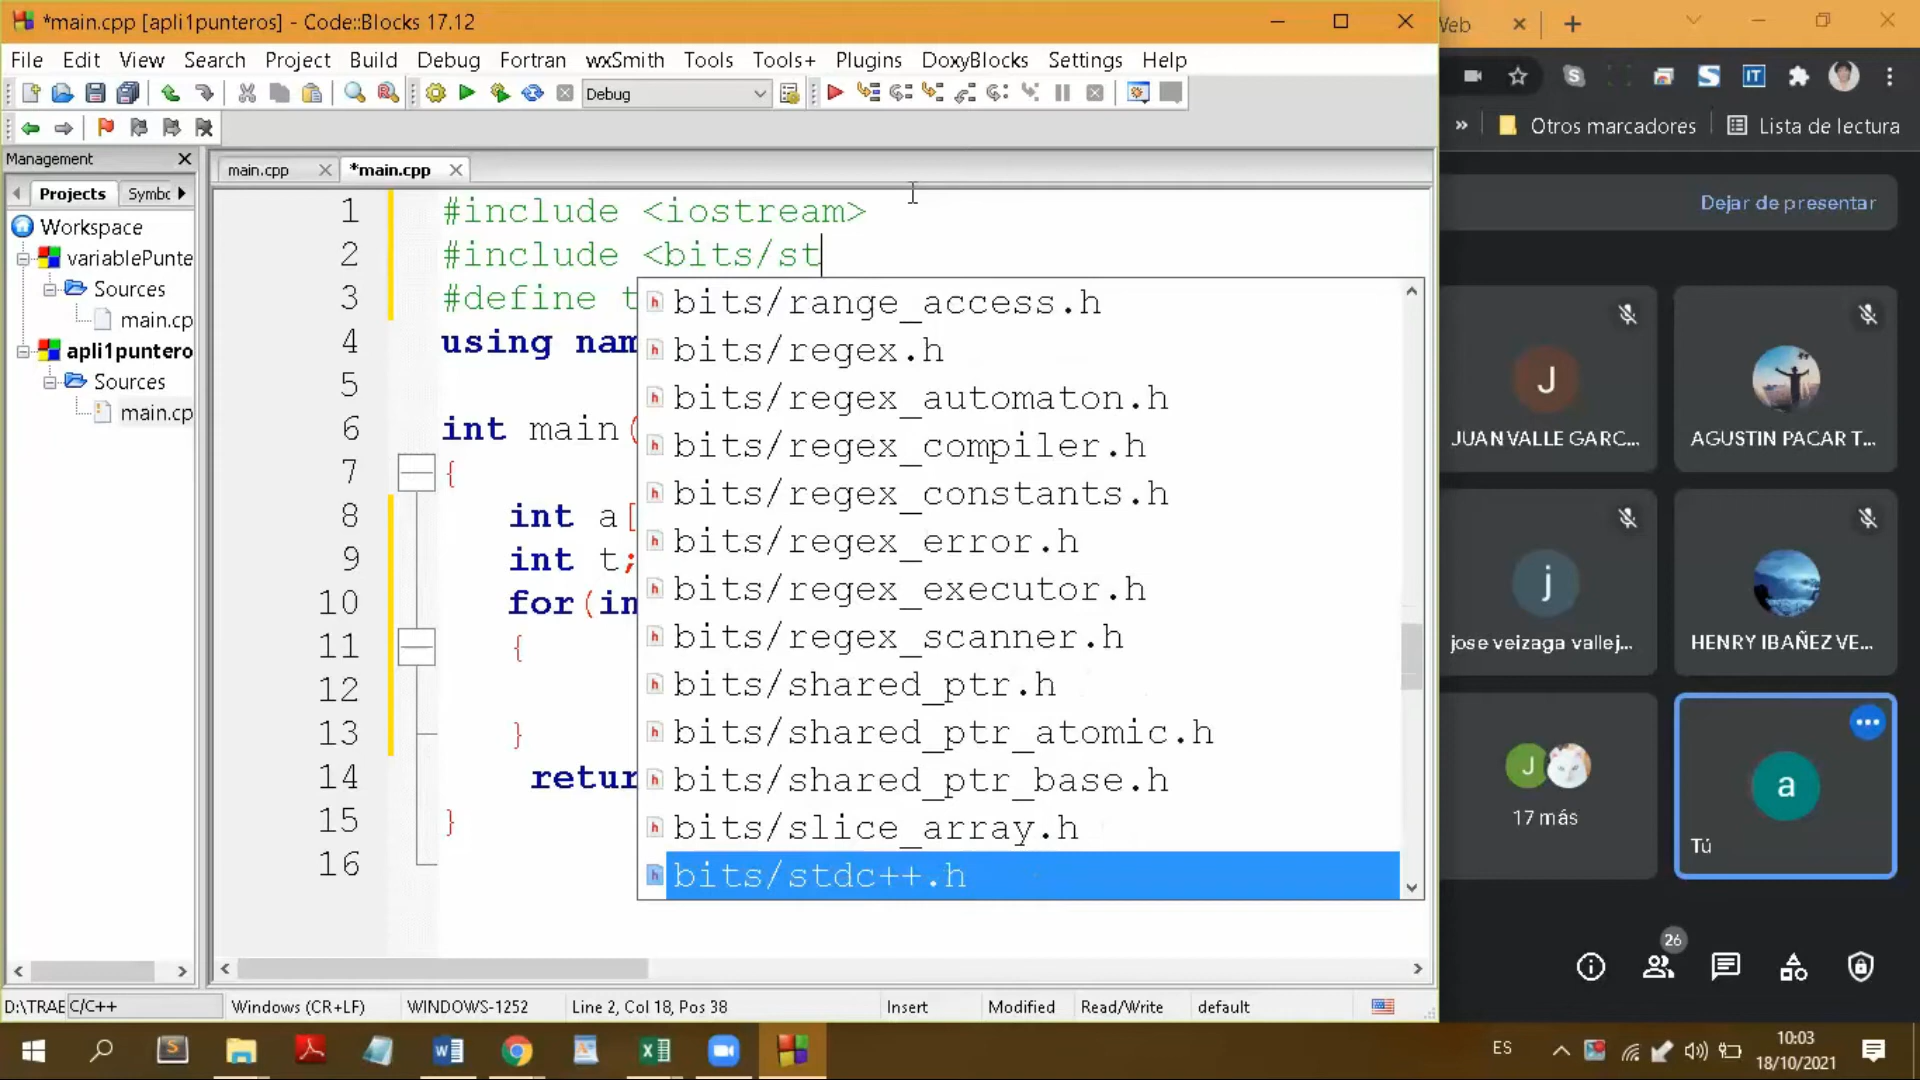 *main.cpp [apli1punteros] - Code::Blocks 17.12
File Edit View Search Project Build Debug Fortran wxSmith Tools Tools+ Plugins DoxyBlocks Settings Help
Debug
Management
main.cpp
*main.cpp
Projects
Symbc
Workspace
variablePunte
Sources
main.cp
apli1puntero
Sources
main.cp
1 #include <iostream>
2 #include <bits/st
3 #define t
4 using nam
5
6 int main(
7 {
8 int a[
9 int t;
10 for(in
11 {
12
13 }
14 retur
15 }
16
bits/range_access.h
bits/regex.h
bits/regex_automaton.h
bits/regex_compiler.h
bits/regex_constants.h
bits/regex_error.h
bits/regex_executor.h
bits/regex_scanner.h
bits/shared_ptr.h
bits/shared_ptr_atomic.h
bits/shared_ptr_base.h
bits/slice_array.h
bits/stdc++.h
D:\TRAE C/C++ Windows (CR+LF) WINDOWS-1252 Line 2, Col 18, Pos 38 Insert Modified Read/Write default
Web
IT
» Otros marcadores Lista de lectura
Dejar de presentar
J
JUAN VALLE GARC...
AGUSTIN PACAR T...
j
jose veizaga vallej...
HENRY IBAÑEZ VE...
J
17 más
a
Tú
26
ES
10:03
18/10/2021